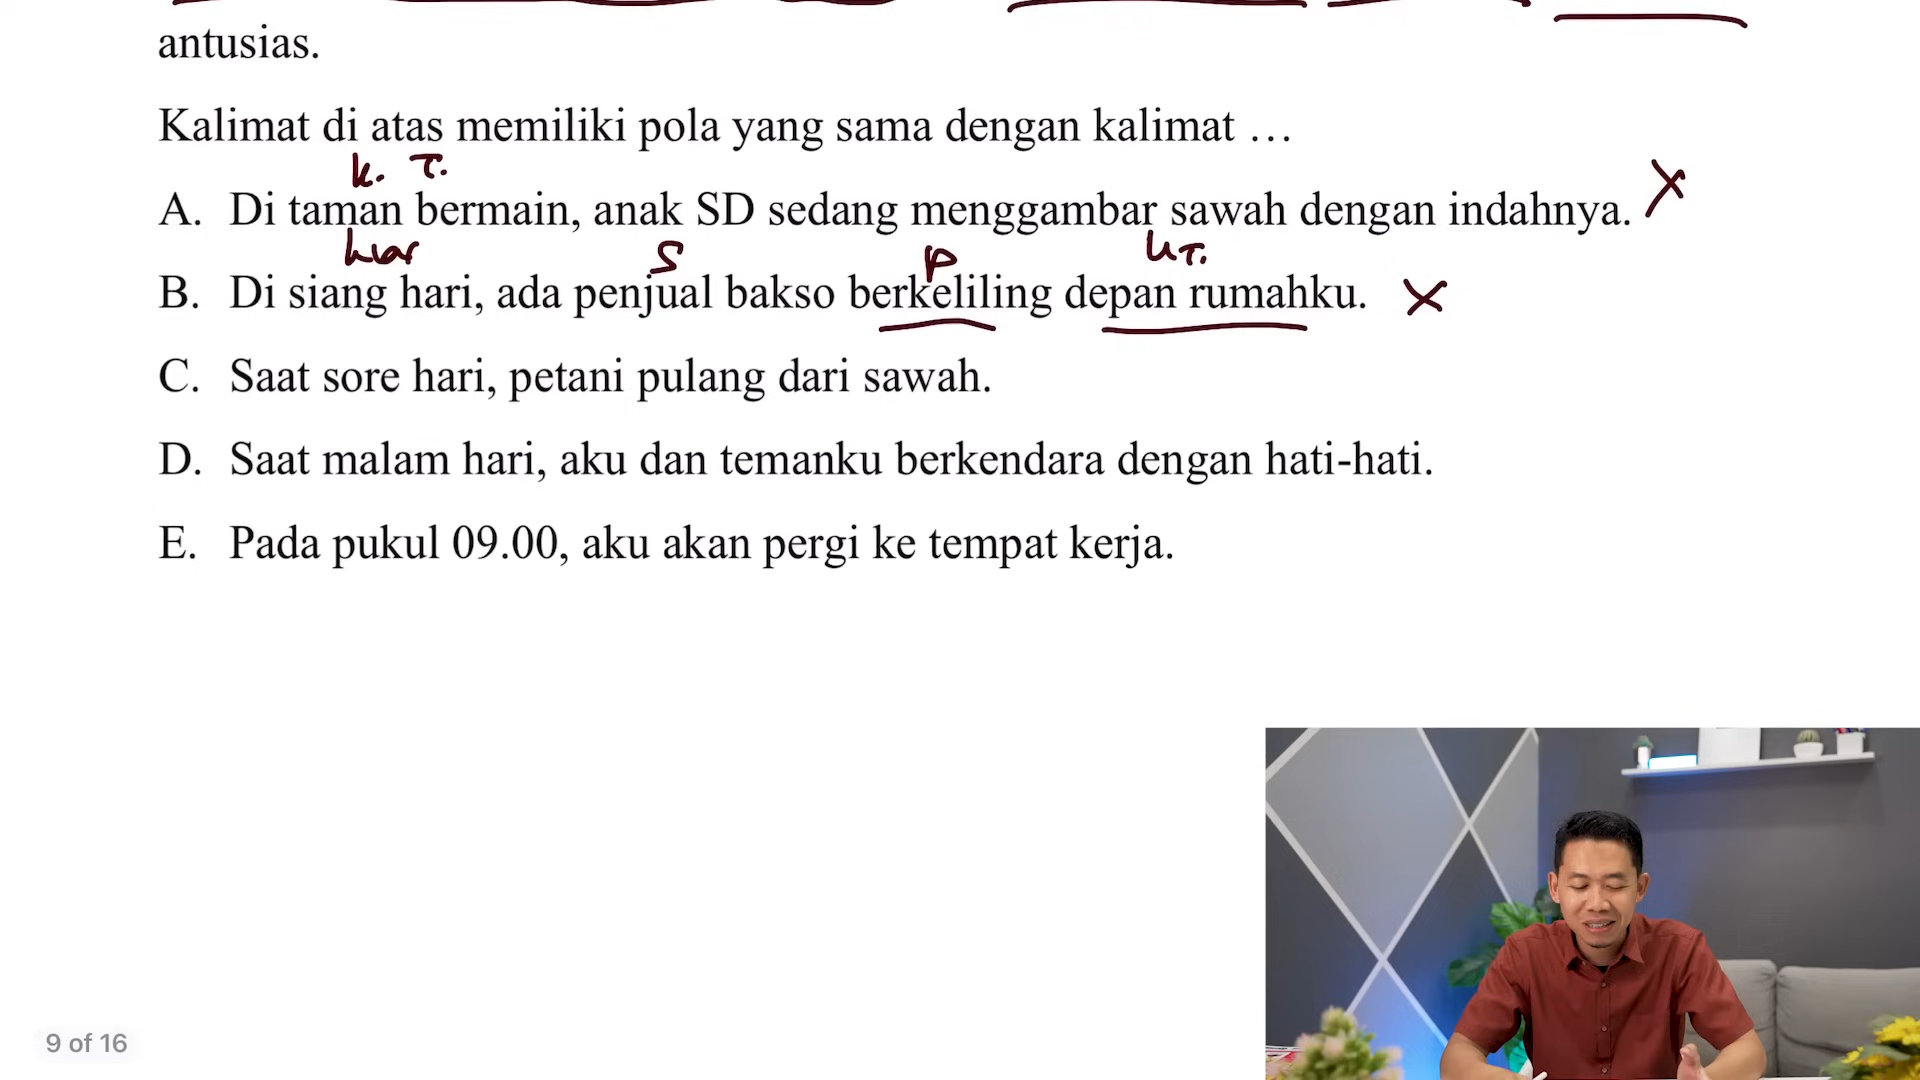 antusias.
Kalimat di atas memiliki pola yang sama dengan kalimat …
K. T.
A. Di taman bermain, anak SD sedang menggambar sawah dengan indahnya. X
ket S P KT.
B. Di siang hari, ada penjual bakso berkeliling depan rumahku. X
C. Saat sore hari, petani pulang dari sawah.
D. Saat malam hari, aku dan temanku berkendara dengan hati-hati.
E. Pada pukul 09.00, aku akan pergi ke tempat kerja.
9 of 16